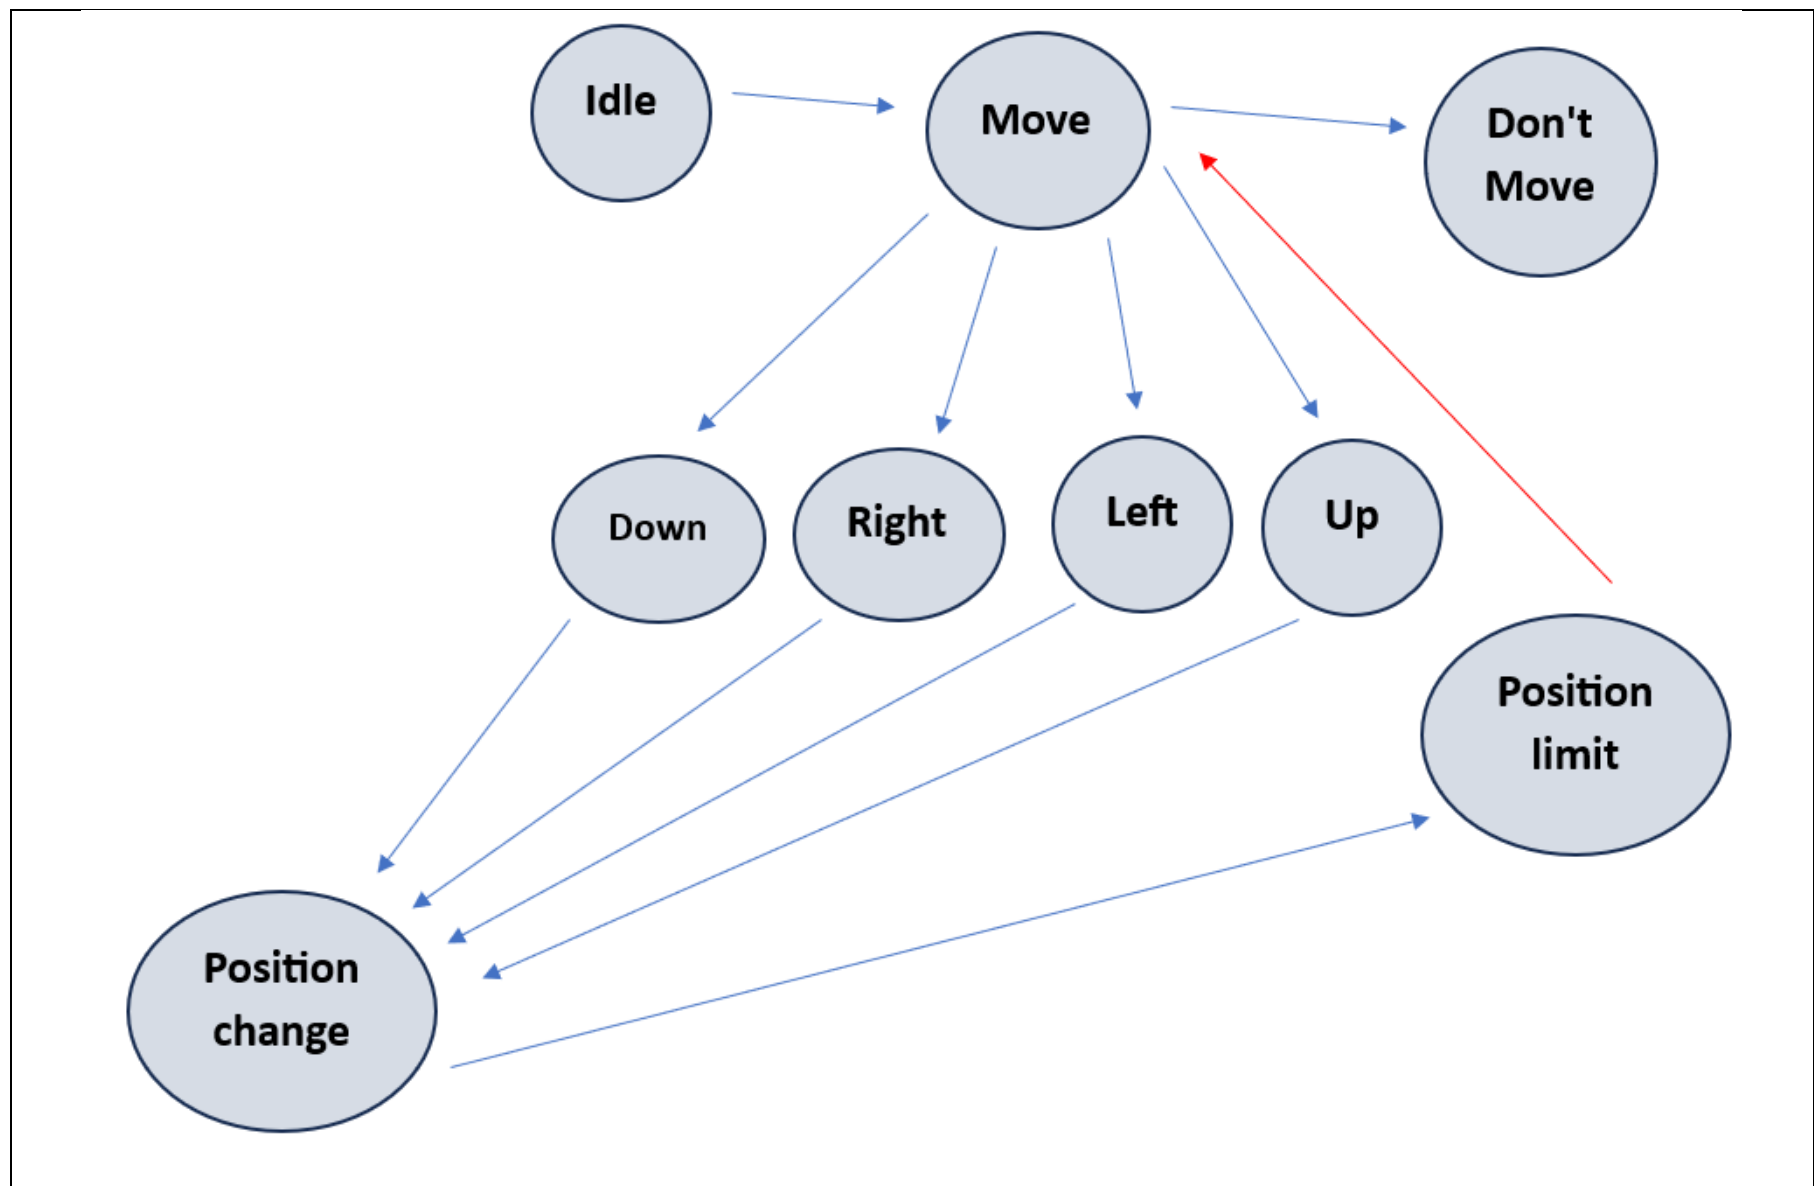 Idle
Move
Don't
Move
Down
Right
Left
Up
Position
limit
Position
change